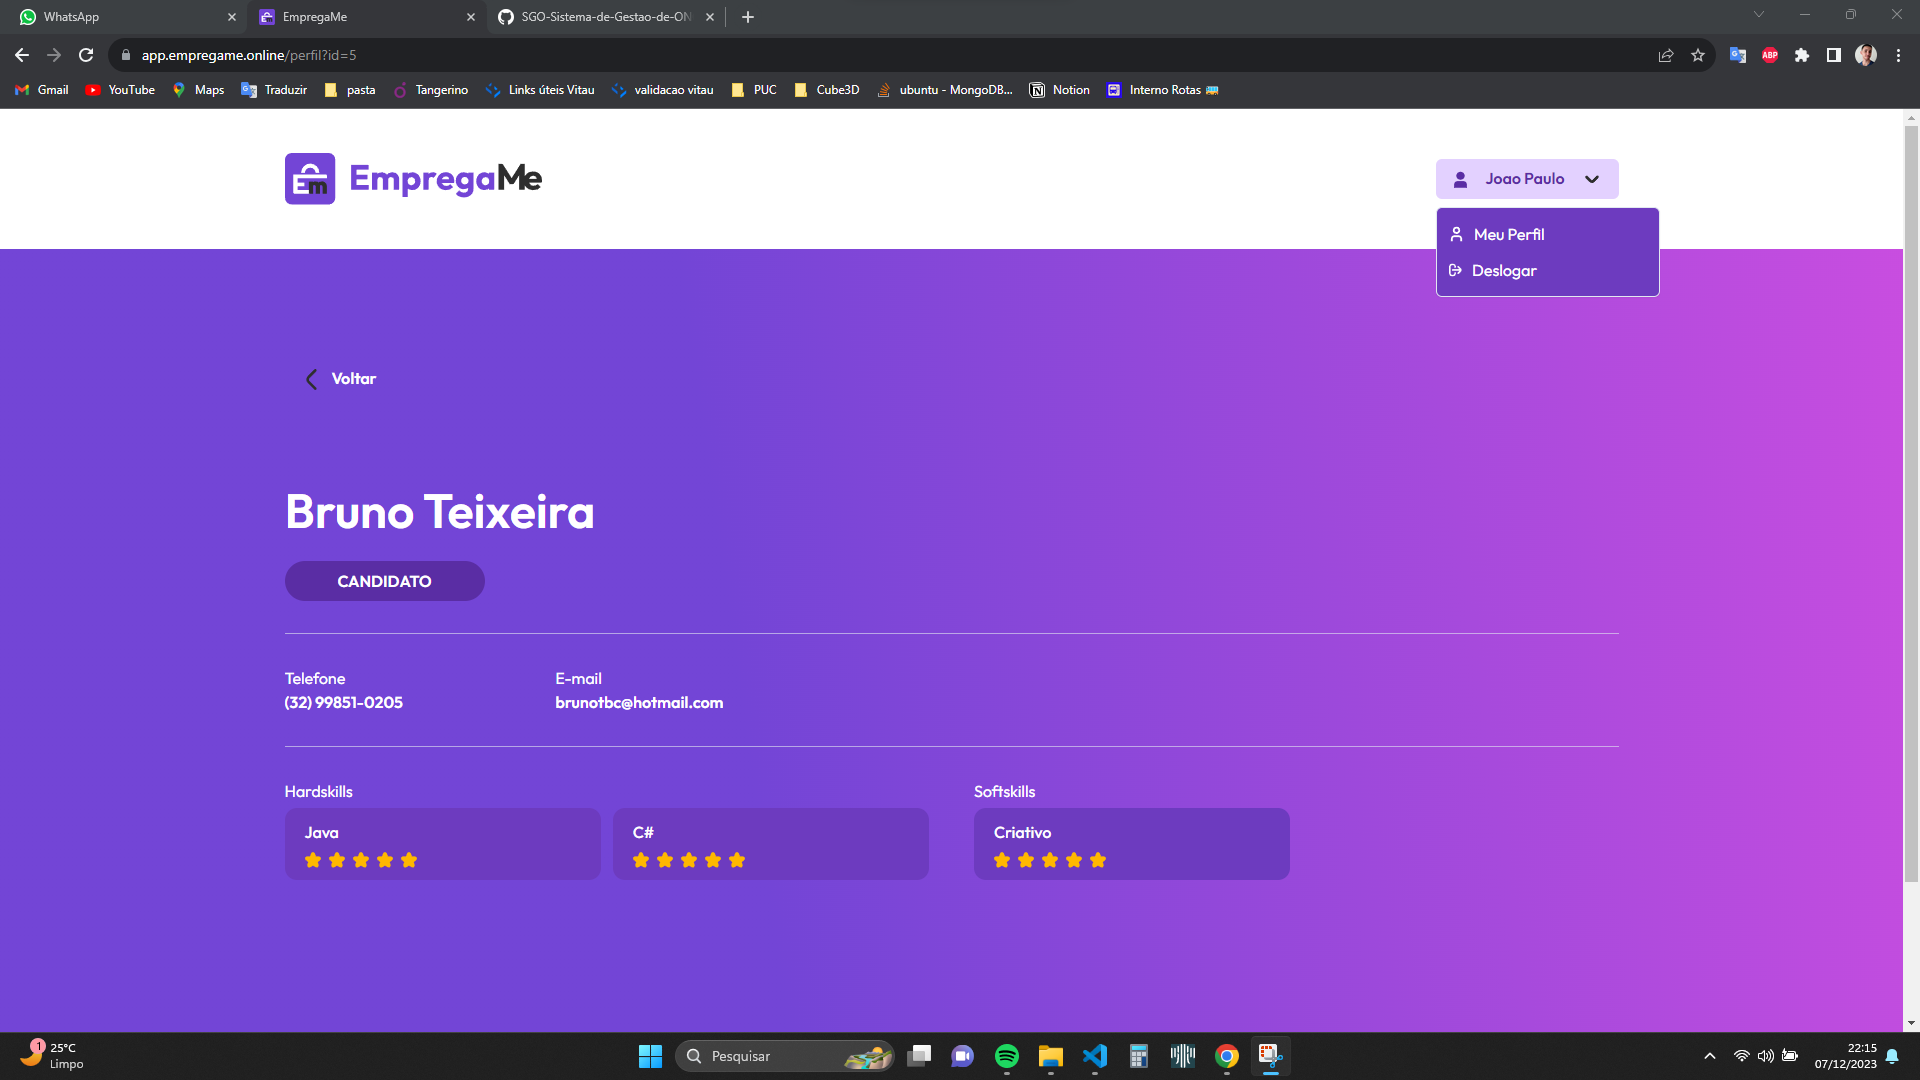 WhatsApp
EmpregaMe
SGO-Sistema-de-Gestao-de-ON
app.empregame.online/perfil?id=5
ABP
Gmail
YouTube
Maps
Traduzir
pasta
Tangerino
Links úteis Vitau
validacao vitau
PUC
Cube3D
ubuntu - MongoDB...
Notion
Interno Rotas
Em
EmpregaMe
Joao Paulo
Meu Perfil
Deslogar
Voltar
Bruno Teixeira
CANDIDATO
Telefone
E-mail
(32) 99851-0205
brunotbc@hotmail.com
Hardskills
Softskills
Java
C#
Criativo
1
25°C
Limpo
Pesquisar
22:15
07/12/2023